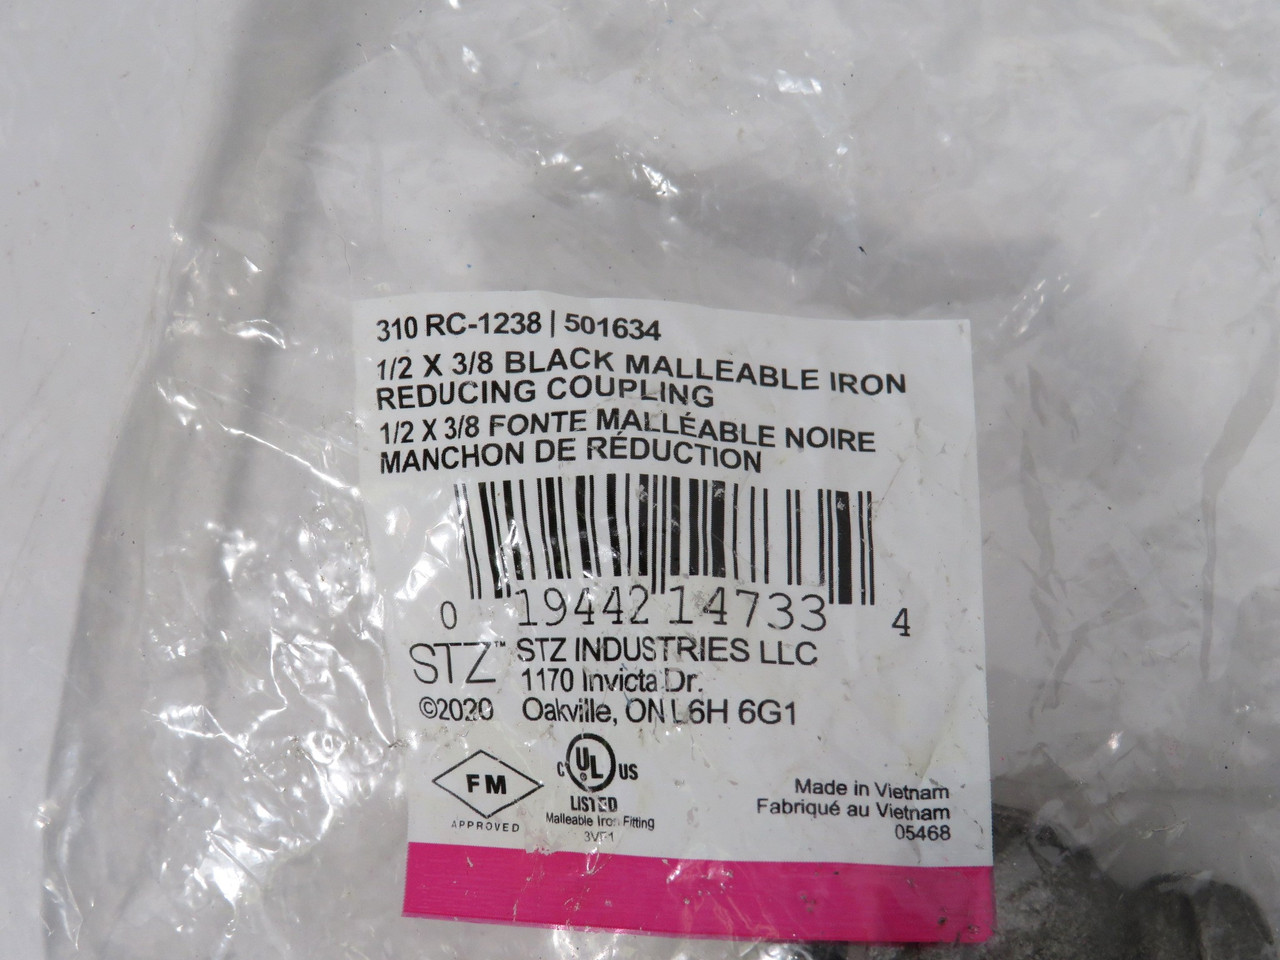 310 RC-1238 | 501634
1/2 X 3/8 BLACK MALLEABLE IRON
REDUCING COUPLING
1/2 X 3/8 FONTE MALLÉABLE NOIRE
MANCHON DE RÉDUCTION
0 19442 14733 4
STZ™ STZ INDUSTRIES LLC
1170 Invicta Dr.
©2020 Oakville, ON L6H 6G1
FM
APPROVED
C UL® US
LISTED
Malleable Iron Fitting
Made in Vietnam
Fabriqué au Vietnam
05468